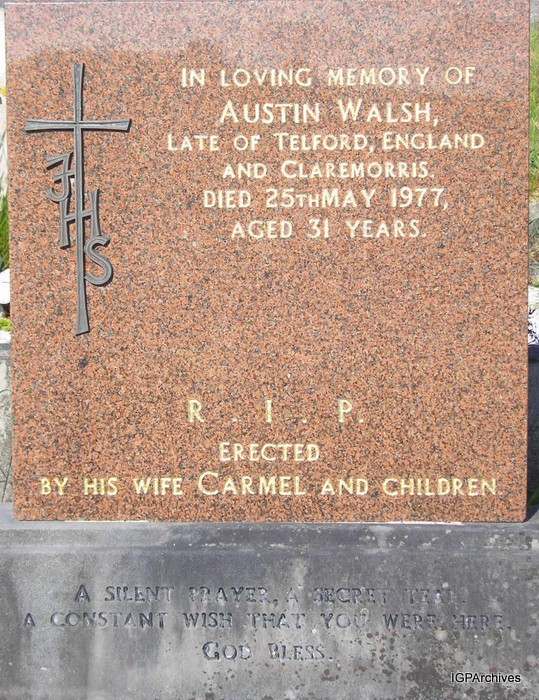 IN LOVING MEMORY OF
AUSTIN WALSH,
LATE OF TELFORD, ENGLAND
AND CLAREMORRIS.
DIED 25TH MAY 1977,
AGED 31 YEARS.
JHS
R. I. P.
ERECTED
BY HIS WIFE CARMEL AND CHILDREN
A SILENT PRAYER, A SECRET TEAR,
A CONSTANT WISH THAT YOU WERE HERE.
GOD BLESS.
IGPArchives